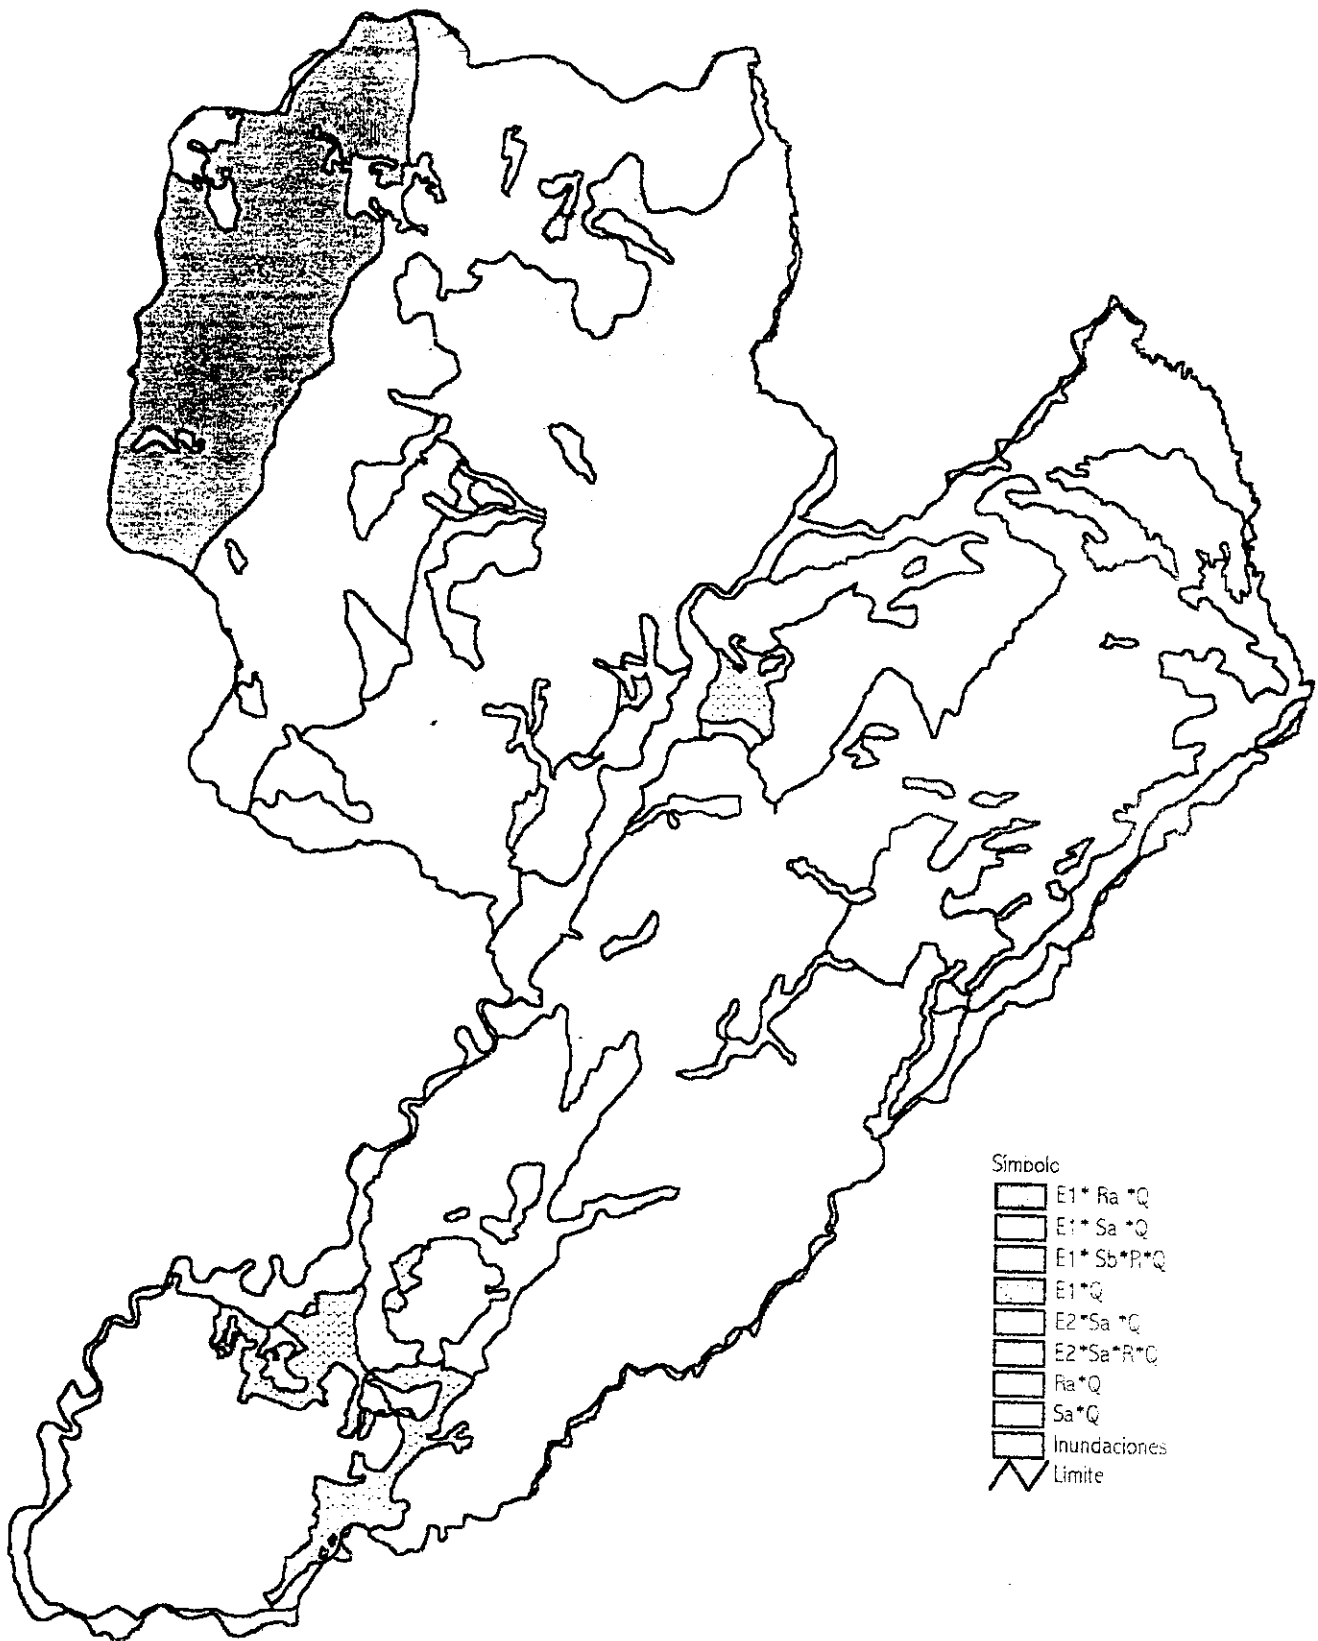 Símbolo
E1* Ra *Q
E1* Sa *Q
E1* Sb*R*Q
E1*Q
E2*Sa *Q
E2*Sa*R*Q
Ra*Q
Sa*Q
Inundaciones
Limite